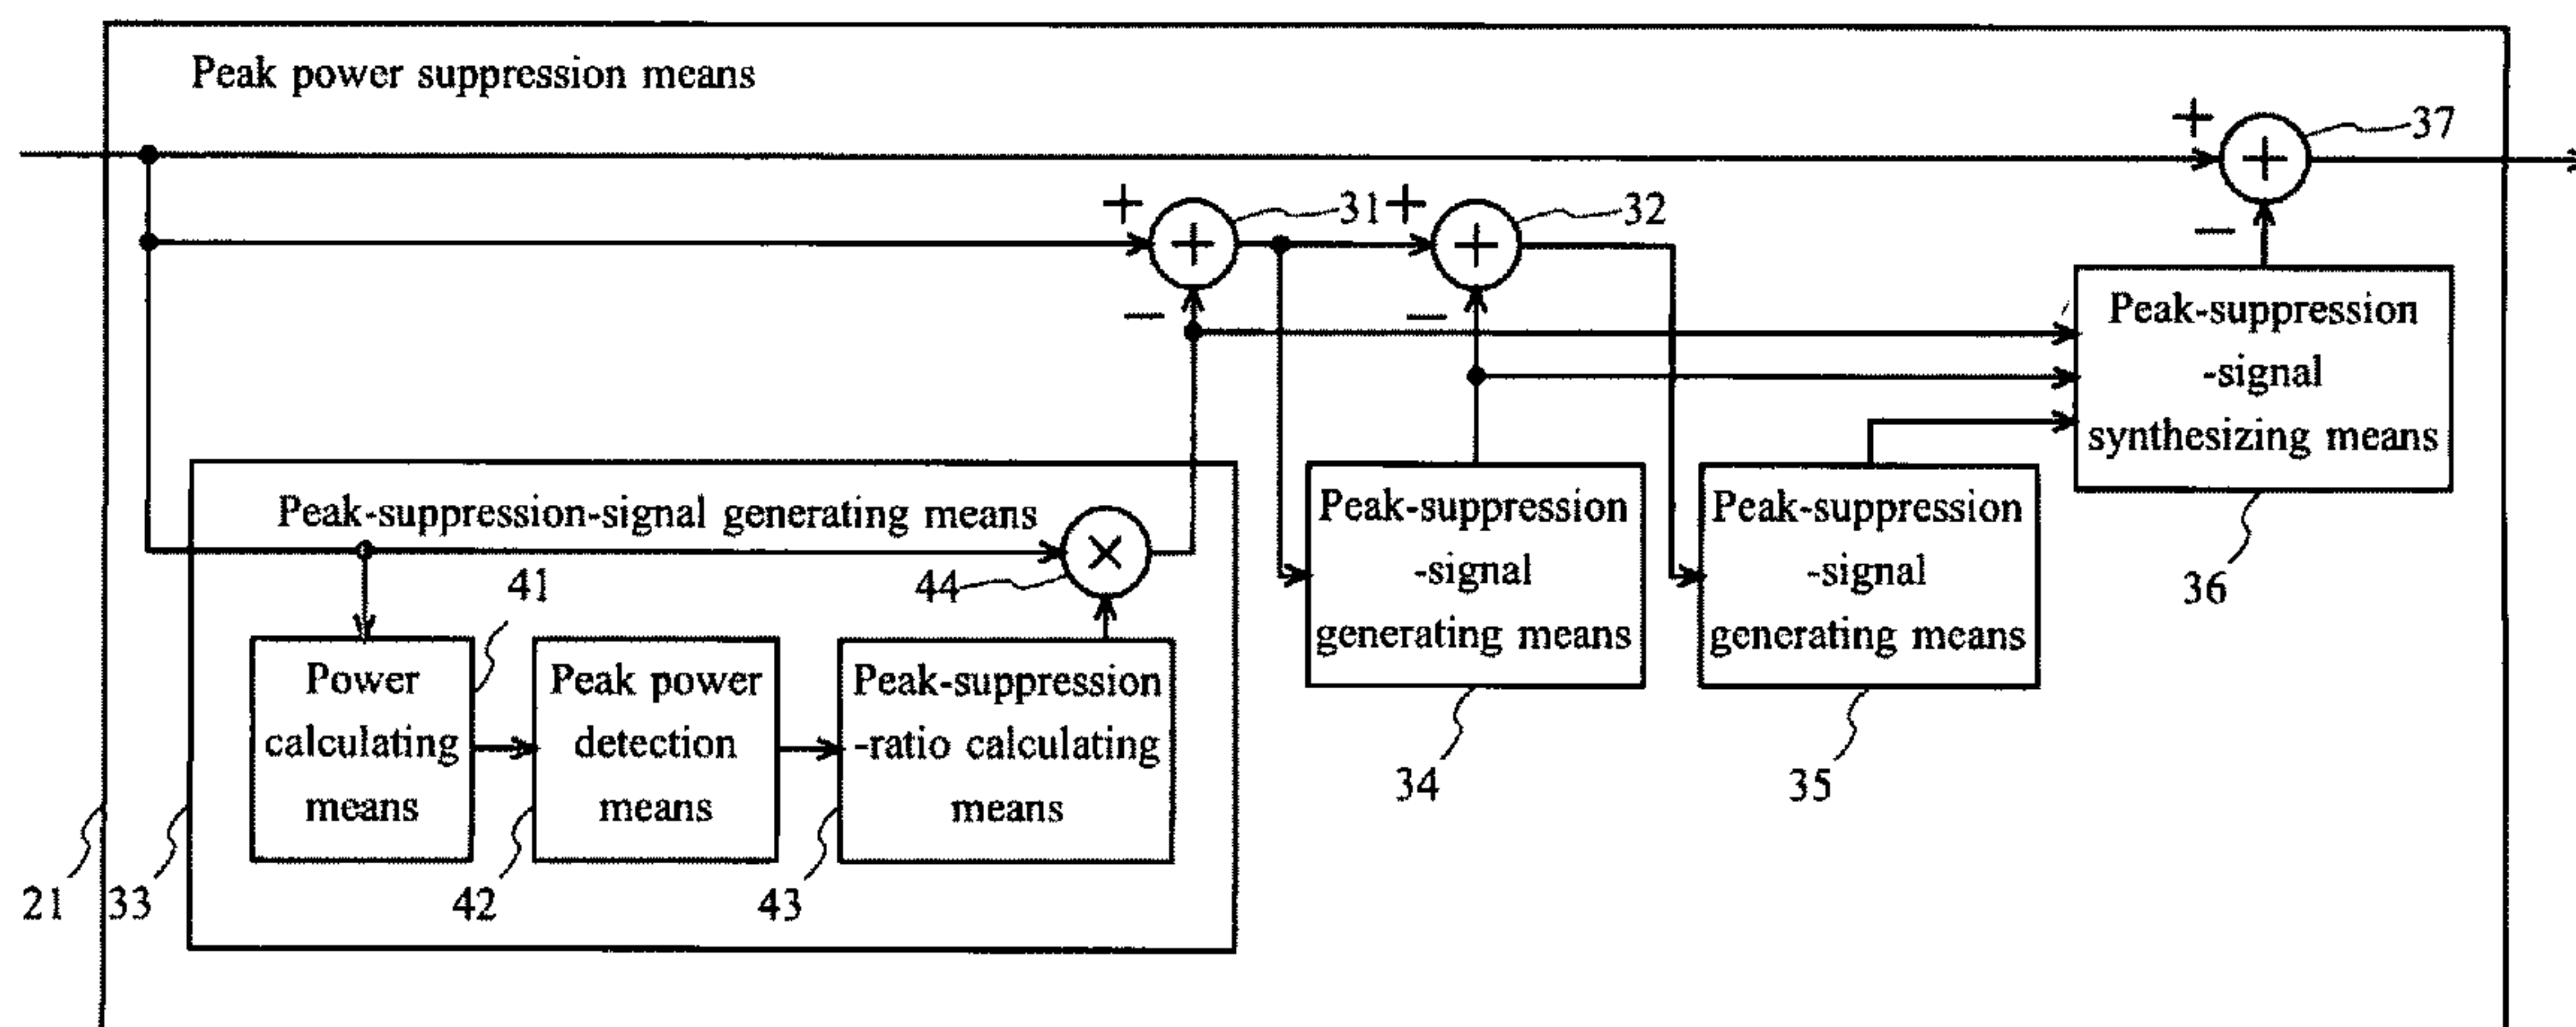 Peak power suppression means
+
+
37
+
31
+
+
32
+
−
−
−
Peak-suppression
-signal
synthesizing means
36
Peak-suppression-signal generating means
44
×
41
Power
calculating
means
Peak power
detection
means
Peak-suppression
-ratio calculating
means
Peak-suppression
-signal
generating means
34
Peak-suppression
-signal
generating means
35
21
33
42
43